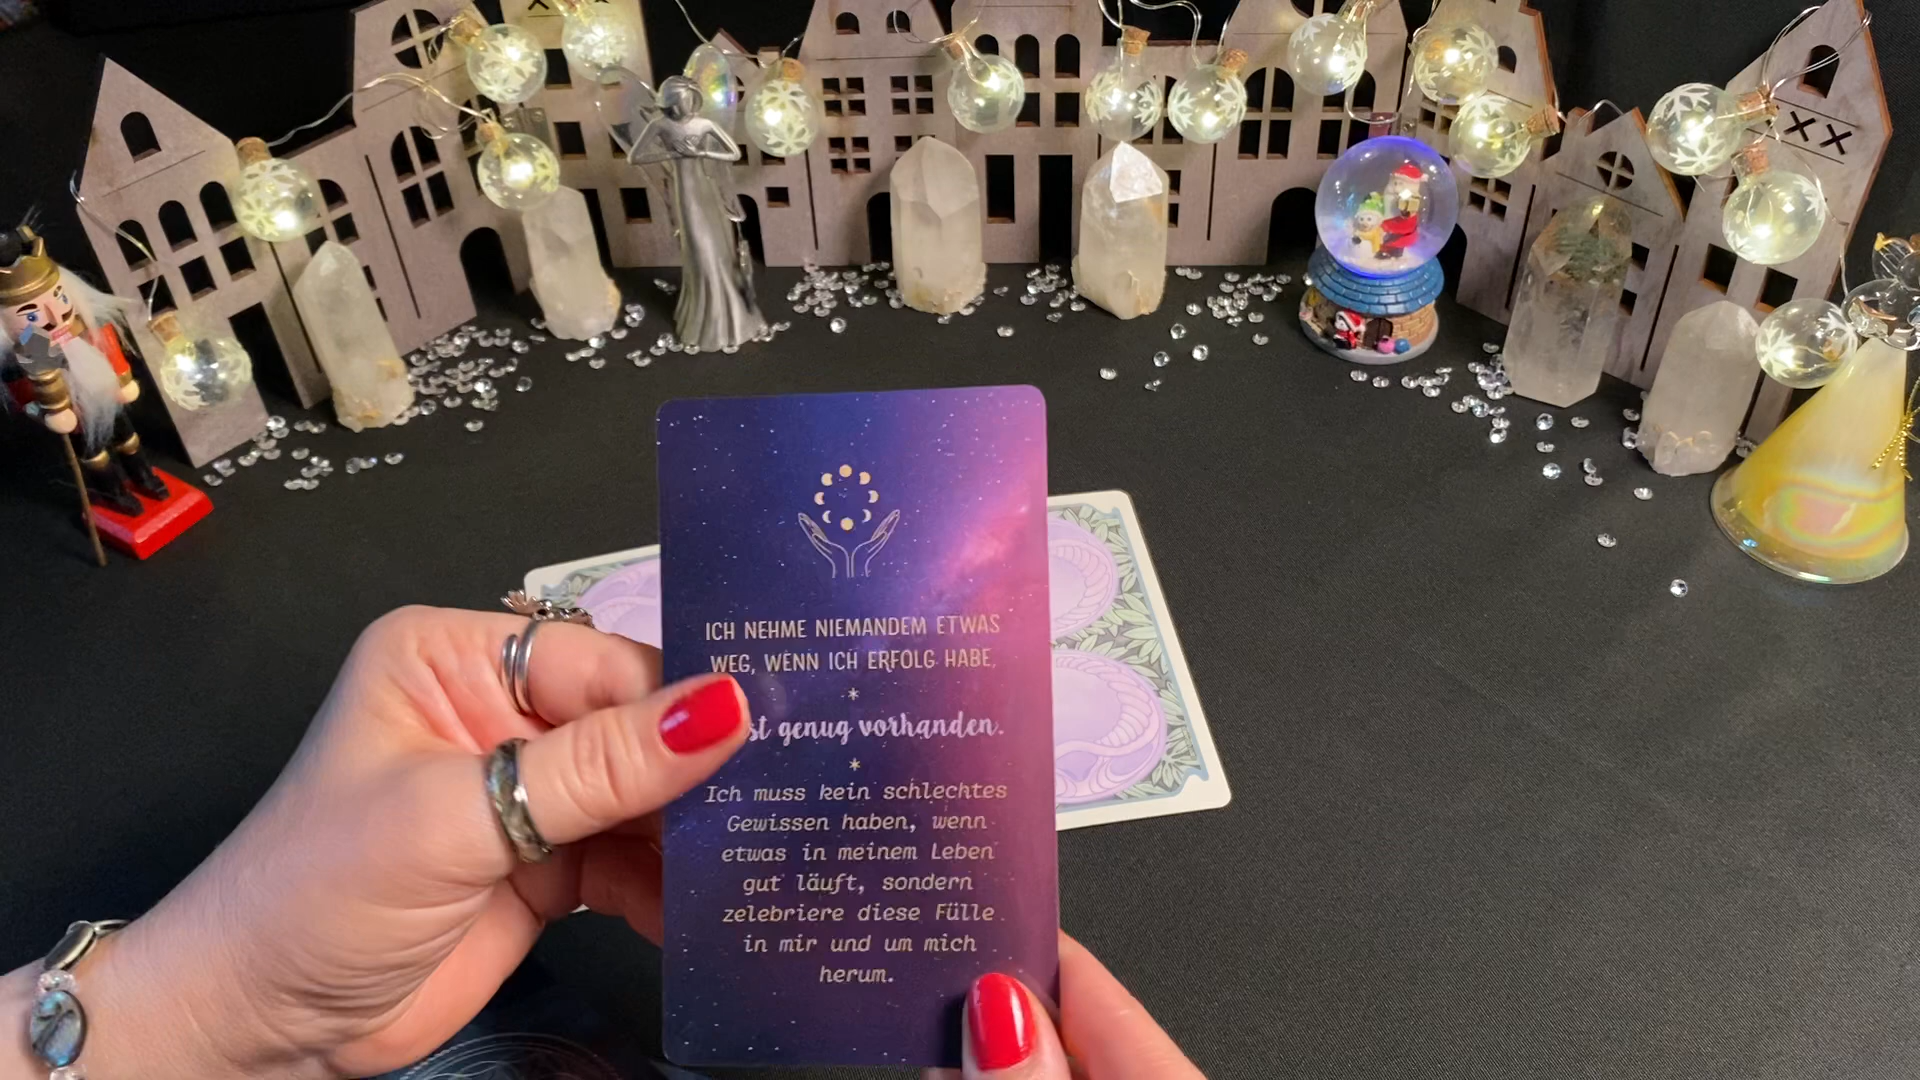 ICH NEHME NIEMANDEM ETWAS
WEG, WENN ICH ERFOLG HABE,
genug vorhanden.
Ich muss kein schlechtes
Gewissen haben, wenn
etwas in meinem Leben
gut läuft, sondern
zelebriere diese Fülle
in mir und um mich
herum.